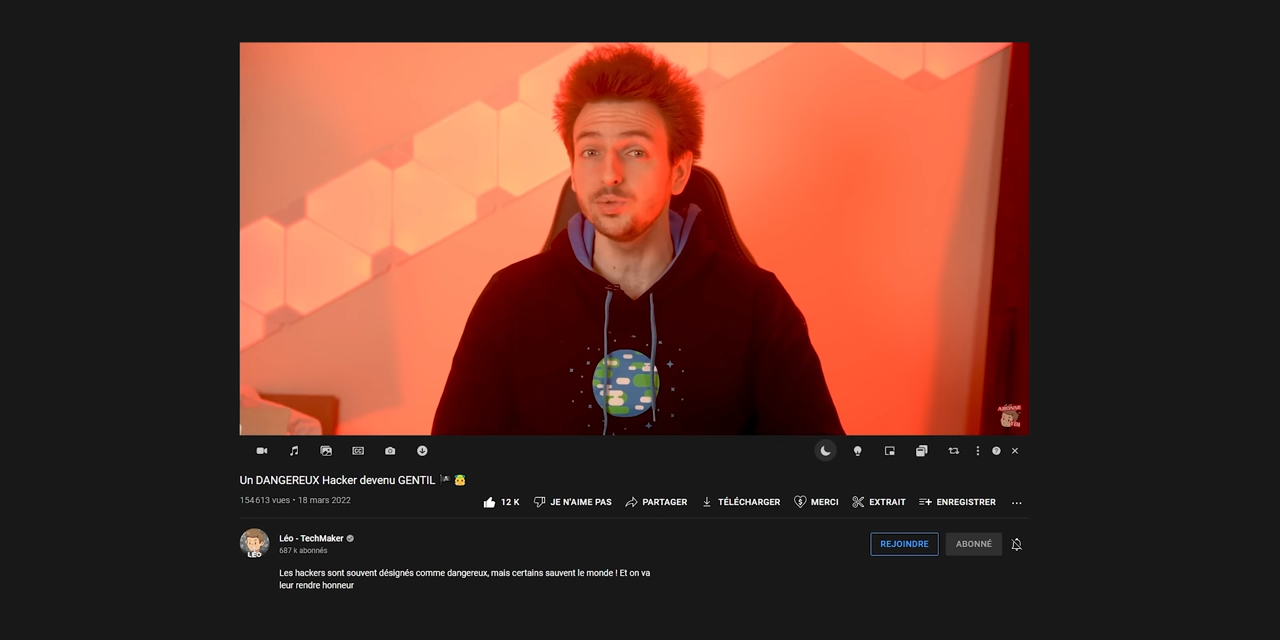 ABONNE
Un DANGEREUX Hacker devenu GENTIL 🏴‍☠️ 😇
154 613 vues • 18 mars 2022
12 K
JE N'AIME PAS
PARTAGER
TÉLÉCHARGER
MERCI
EXTRAIT
ENREGISTRER
...
Léo - TechMaker
687 k abonnés
LEO
REJOINDRE
ABONNÉ
Les hackers sont souvent désignés comme dangereux, mais certains sauvent le monde ! Et on va
leur rendre honneur